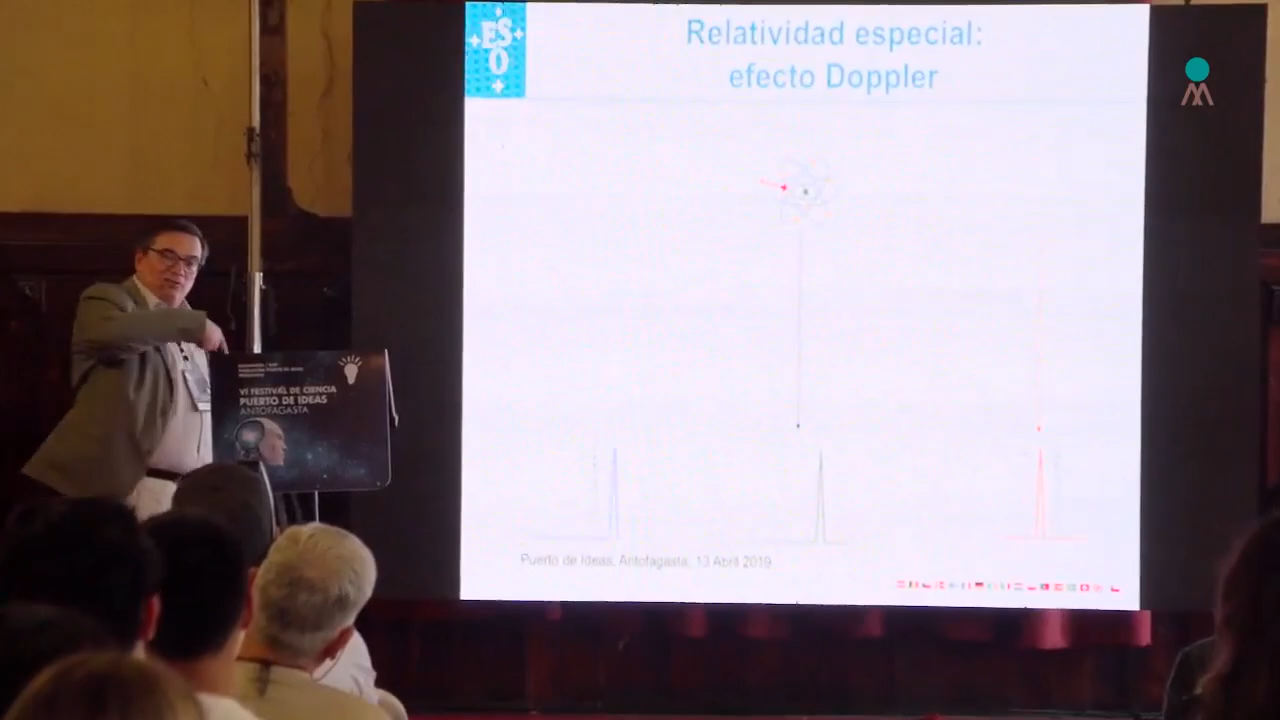 ES
O
Relatividad especial:
efecto Doppler
VI FESTIVAL DE CIENCIA
PUERTO DE IDEAS
ANTOFAGASTA
Puerto de Ideas, Antofagasta, 13 Abril 2019